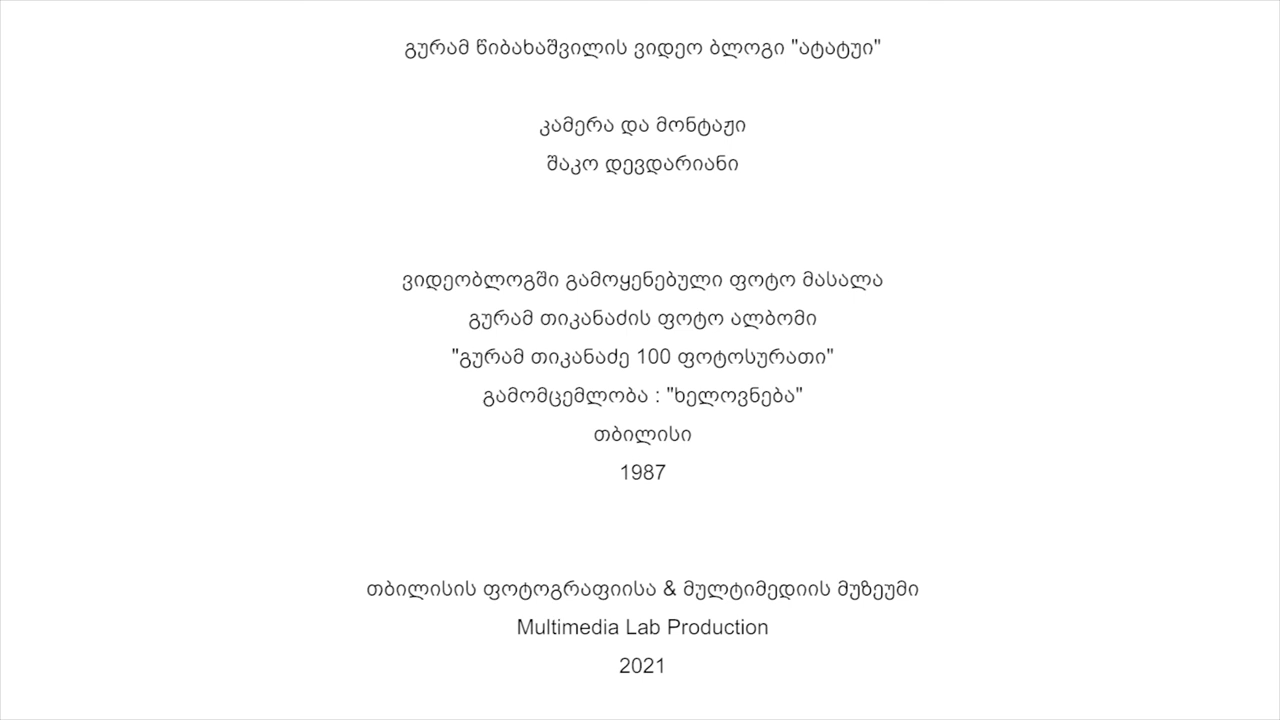 გურამ წიბახაშვილის ვიდეო ბლოგი "ატატუი"
კამერა და მონტაჟი
შაკო დევდარიანი
ვიდეობლოგში გამოყენებული ფოტო მასალა
გურამ თიკანაძის ფოტო ალბომი
"გურამ თიკანაძე 100 ფოტოსურათი"
გამომცემლობა : "ხელოვნება"
თბილისი
1987
თბილისის ფოტოგრაფიისა & მულტიმედიის მუზეუმი
Multimedia Lab Production
2021